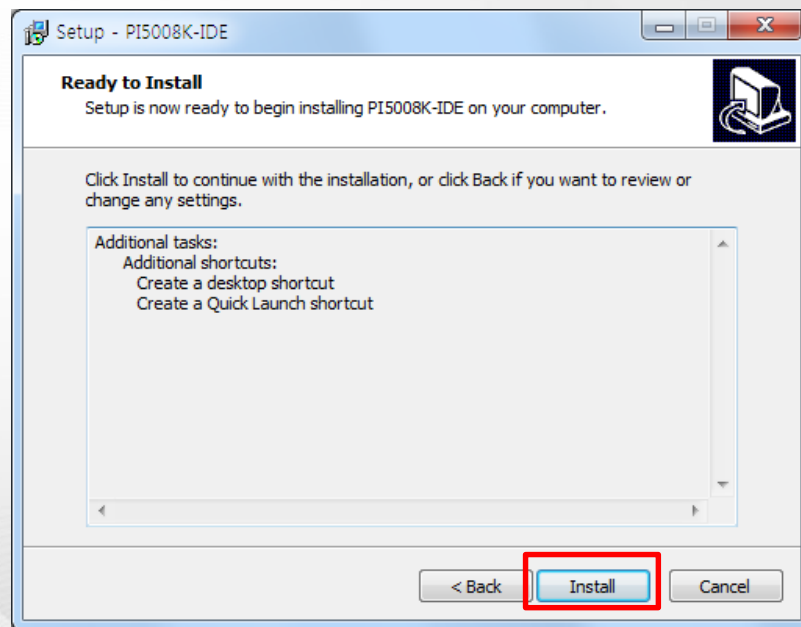 Setup - PI5008K-IDE
Ready to Install
Setup is now ready to begin installing PI5008K-IDE on your computer.
Click Install to continue with the installation, or click Back if you want to review or
change any settings.
Additional tasks:
Additional shortcuts:
Create a desktop shortcut
Create a Quick Launch shortcut
< Back
Install
Cancel